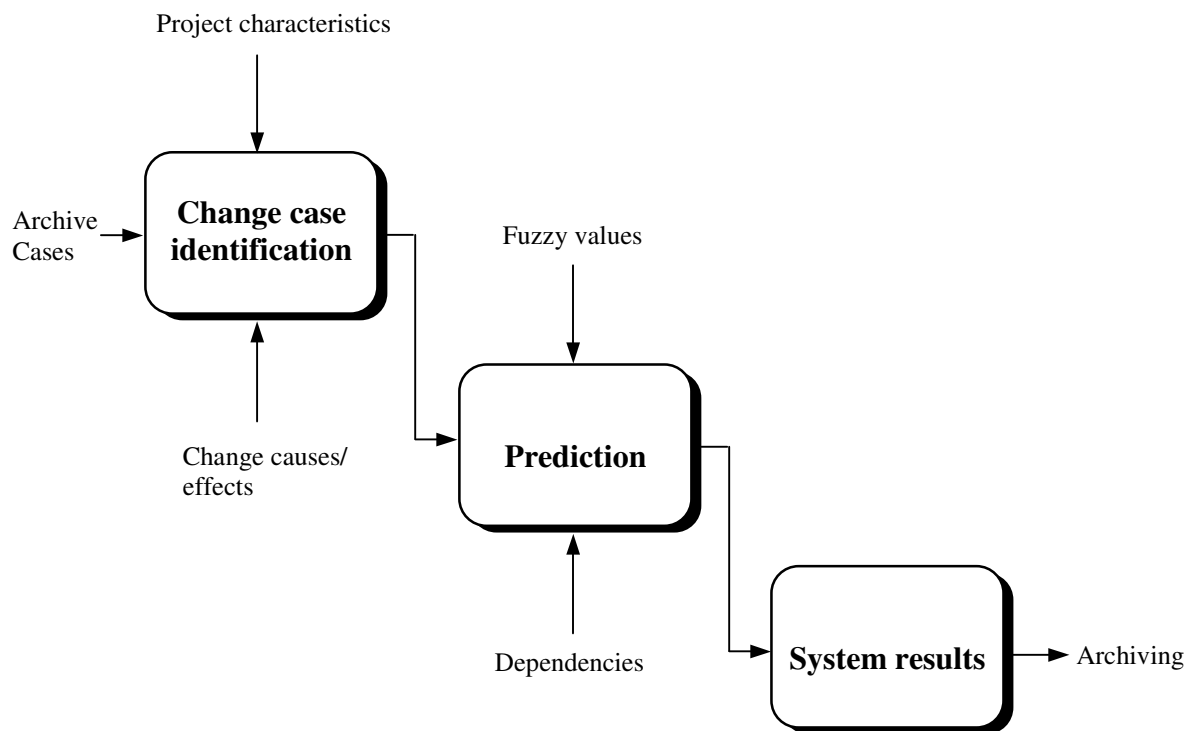 Project characteristics
Change case
identification
Archive
Cases
Fuzzy values
Change causes/
effects
Prediction
Dependencies
System results
Archiving